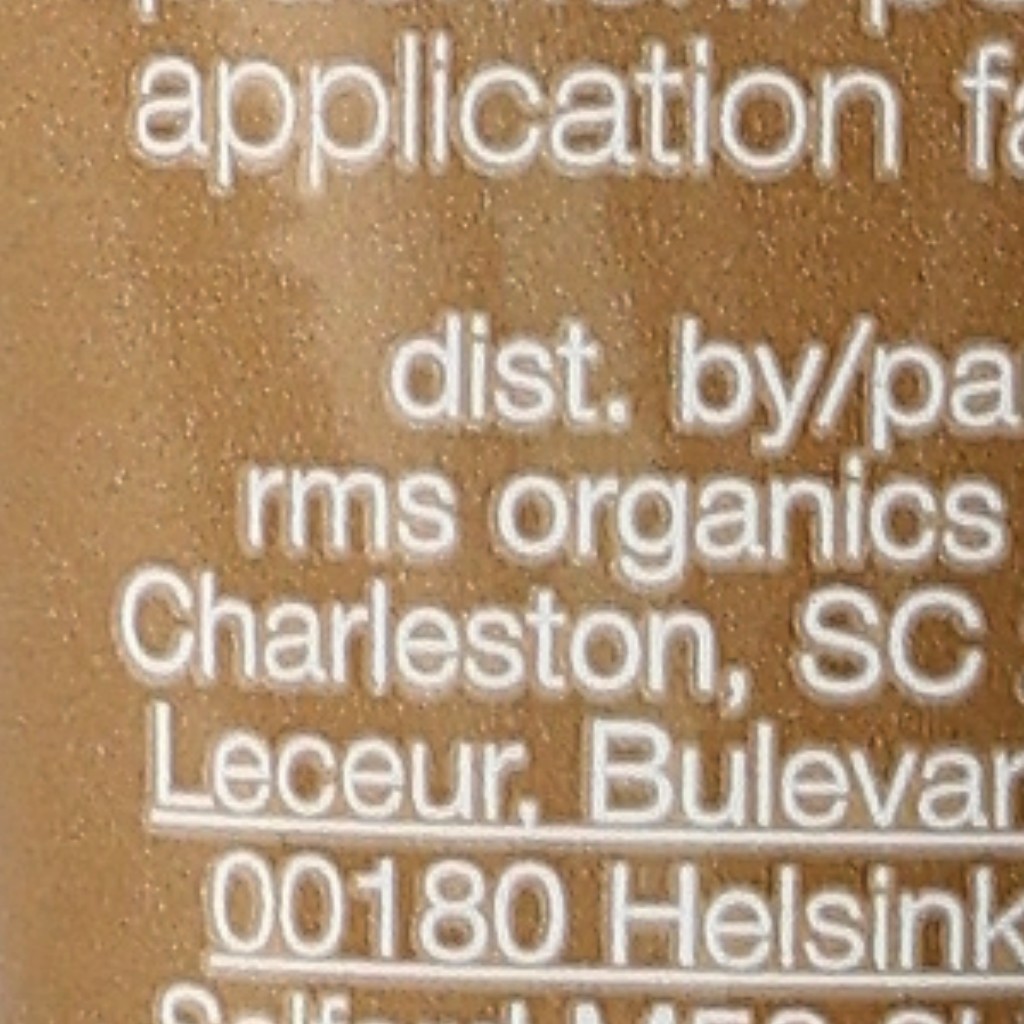 application
dist. by/pa
rms organics
Charleston, SC
Leceur, Bulevar
00180 Helsink